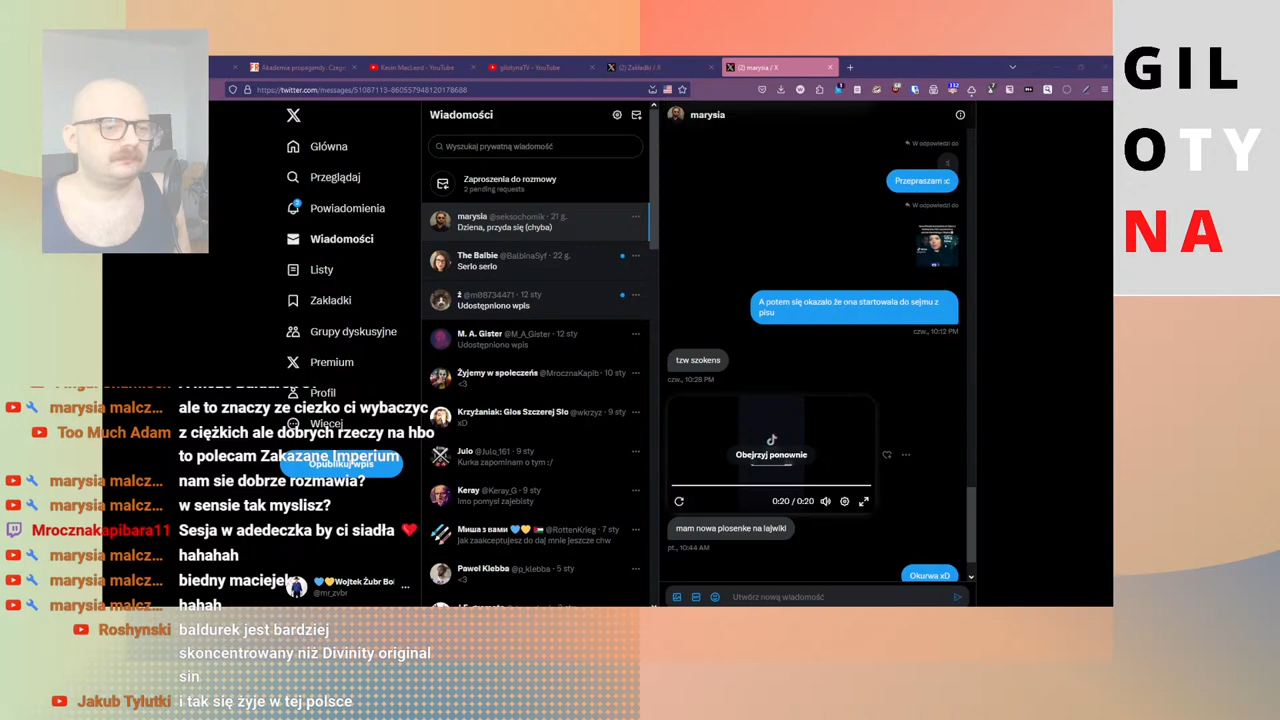 GIL
OTY
NA
Akademia propagandy. Czego
Kevin MacLeod - YouTube
gilotynaTV - YouTube
(2) Zakładki / X
(2) marysia / X
https://twitter.com/messages/51087113-860557948120178688
Główna
Przeglądaj
Powiadomienia
Wiadomości
Listy
Zakładki
Grupy dyskusyjne
Premium
Profil
Więcej
Opublikuj wpis
Wojtek Żubr Bol
@mr_zvbr
Wiadomości
Wyszukaj prywatną wiadomość
Zaproszenia do rozmowy
2 pending requests
marysia @seksochomik · 21 g.
Dziena, przyda się (chyba)
The Balbie @BalbinaSyf · 22 g.
Serio serio
ż @m08734471 · 12 sty
Udostępniono wpis
M. A. Gister @M_A_Gister · 12 sty
Udostępniono wpis
Żyjemy w społeczeńs @MrocznaKapib · 10 sty
<3
Krzyżaniak: Głos Szczerej Sło @wkrzyz · 9 sty
xD
Julo @Julo_161 · 9 sty
Kurka zapominam o tym :/
Keray @Keray_G · 9 sty
Imo pomysł zajebisty
Миша з вами @RottenKrieg · 7 sty
jak zaakceptujesz do daj mnie jeszcze chw
Paweł Klebba @p_klebba · 5 sty
<3
marysia
W odpowiedzi do
:(
Przepraszam :c
W odpowiedzi do
A potem się okazało że ona startowała do sejmu z
pisu
czw., 10:12 PM
tzw szokens
czw., 10:28 PM
Obejrzyj ponownie
0:20 / 0:20
mam nowa piosenke na lajwiki
pt., 10:44 AM
Okurwa xD
Utwórz nową wiadomość
marysia malcz... ale to znaczy ze ciezko ci wybaczyc
Too Much Adam z ciężkich ale dobrych rzeczy na hbo
to polecam Zakazane Imperium
marysia malcz... nam sie dobrze rozmawia?
marysia malcz... w sensie tak myslisz?
Mrocznakapibara11 Sesja w adedeczka by ci siadła ❤
marysia malcz... hahahah
marysia malcz... biedny maciejek
marysia malcz... hahah
Roshynski baldurek jest bardziej
skoncentrowany niż Divinity original
sin
Jakub Tylutki i tak się żyje w tej polsce